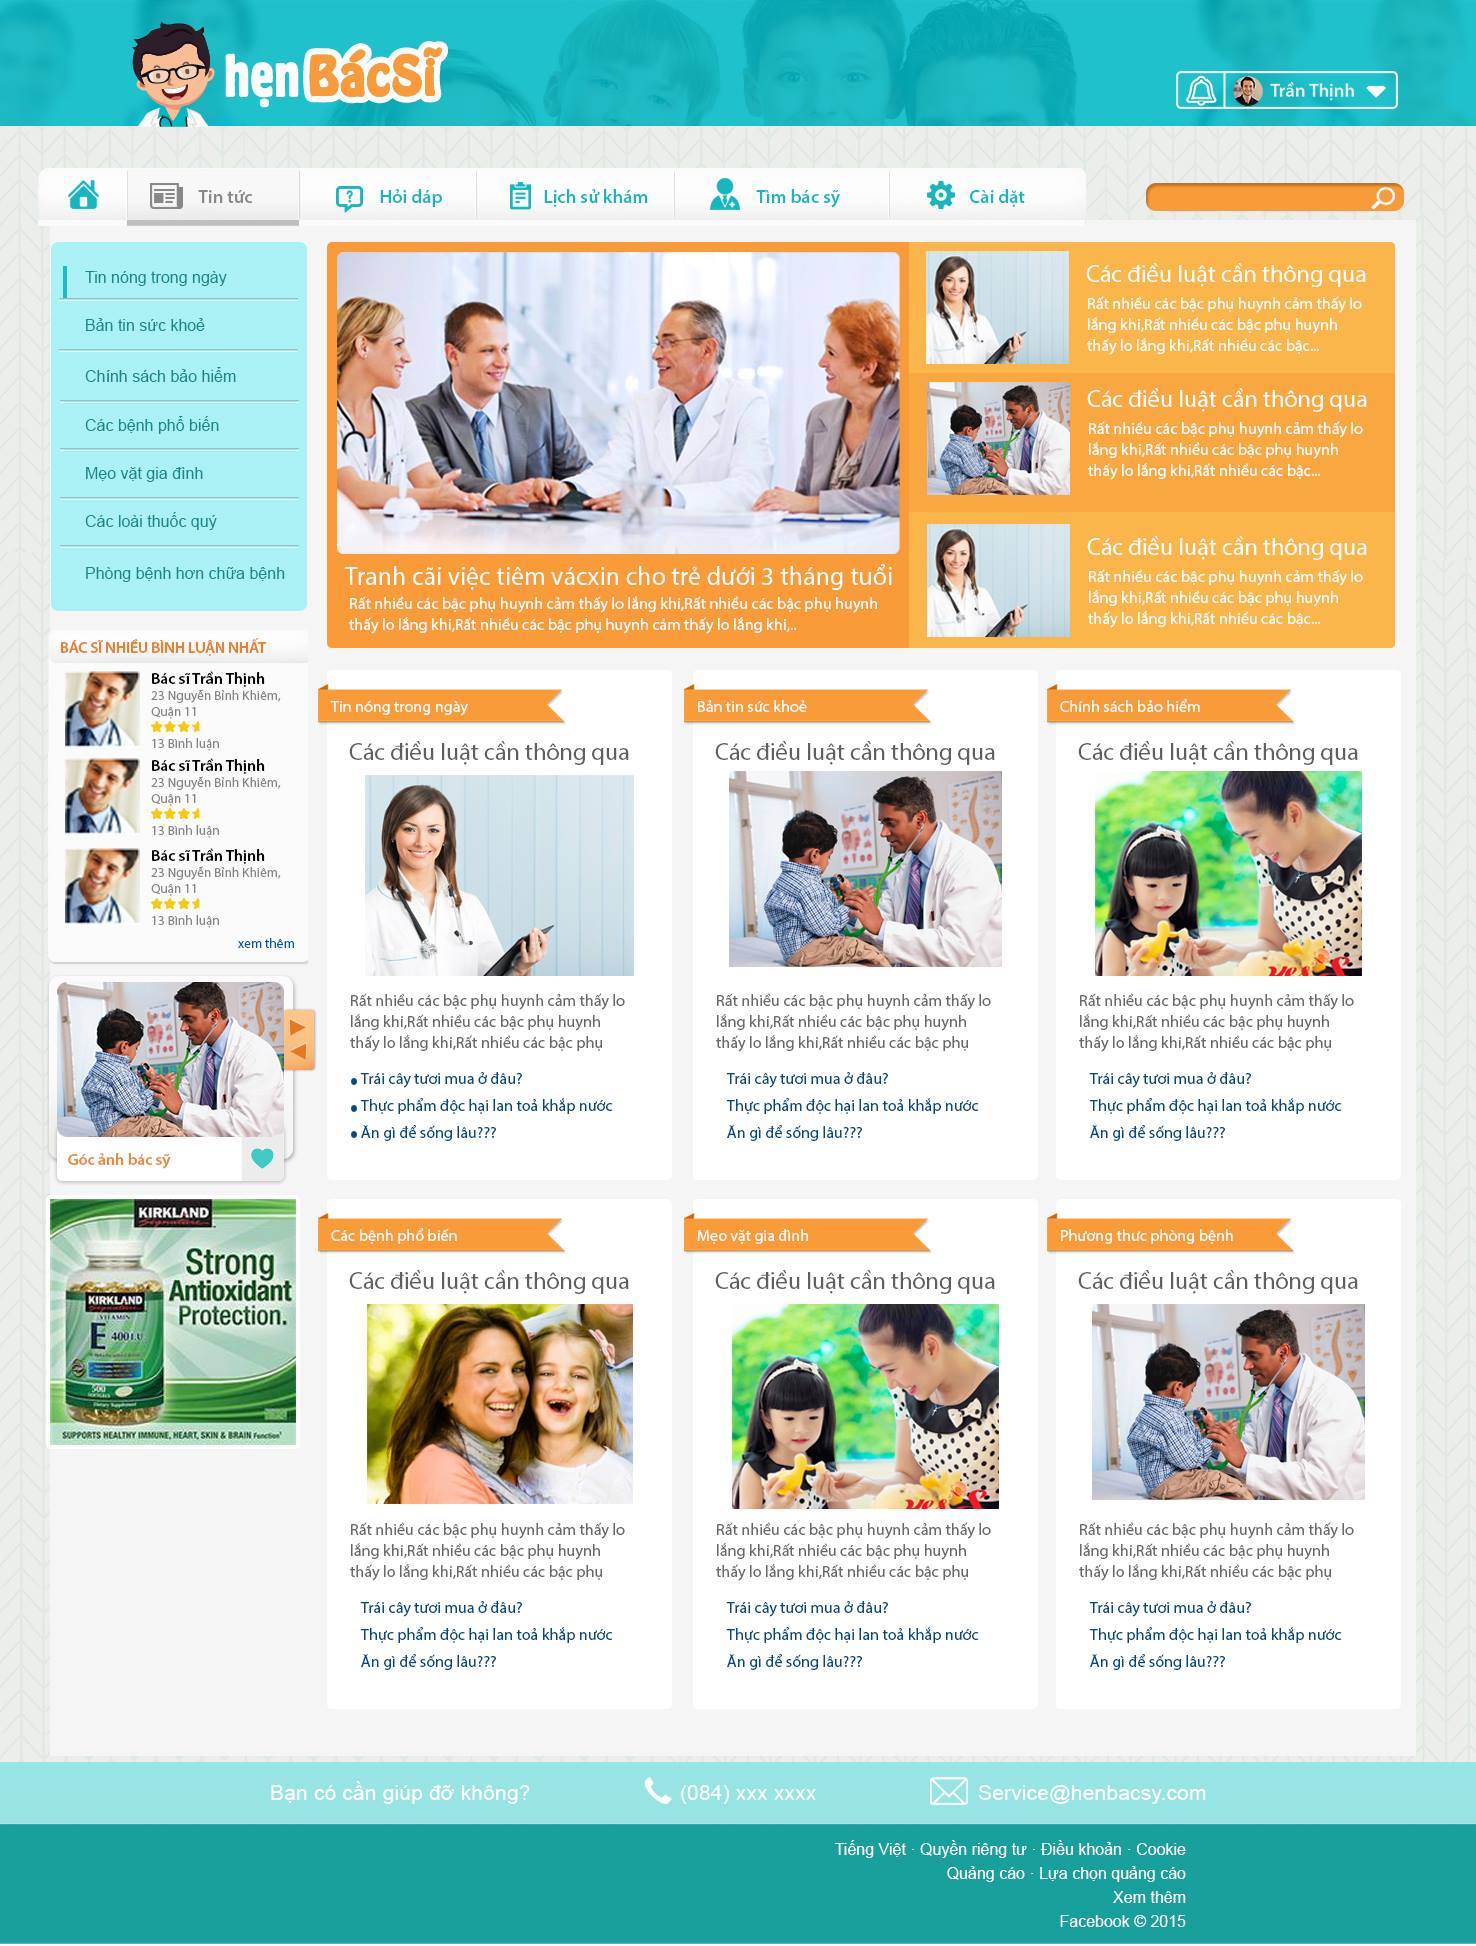 hẹn BácSĩ
Trần Thịnh
Tin tức
Hỏi dáp
Lịch sử khám
Tìm bác sỹ
Cài dặt
Tin nóng trong ngày
Bản tin sức khoẻ
Chính sách bảo hiểm
Các bệnh phổ biến
Mẹo vặt gia đình
Các loài thuốc quý
Phòng bệnh hơn chữa bệnh
Tranh cãi việc tiêm vácxin cho trẻ dưới 3 tháng tuổi
Rất nhiều các bậc phụ huynh cảm thấy lo lắng khi,Rất nhiều các bậc phụ huynh
thấy lo lắng khi,Rất nhiều các bậc phụ huynh cảm thấy lo lắng khi,..
Các điều luật cần thông qua
Rất nhiều các bậc phụ huynh cảm thấy lo
lắng khi,Rất nhiều các bậc phụ huynh
thấy lo lắng khi,Rất nhiều các bậc...
Các điều luật cần thông qua
Rất nhiều các bậc phụ huynh cảm thấy lo
lắng khi,Rất nhiều các bậc phụ huynh
thấy lo lắng khi,Rất nhiều các bậc...
Các điều luật cần thông qua
Rất nhiều các bậc phụ huynh cảm thấy lo
lắng khi,Rất nhiều các bậc phụ huynh
thấy lo lắng khi,Rất nhiều các bậc...
BÁC SĨ NHIỀU BÌNH LUẬN NHẤT
Bác sĩ Trần Thịnh
23 Nguyễn Bỉnh Khiêm,
Quận 11
13 Bình luận
Bác sĩ Trần Thịnh
23 Nguyễn Bỉnh Khiêm,
Quận 11
13 Bình luận
Bác sĩ Trần Thịnh
23 Nguyễn Bỉnh Khiêm,
Quận 11
13 Bình luận
xem thêm
Góc ảnh bác sỹ
KIRKLAND
Signature
Strong
Antioxidant
Protection.
KIRKLAND
Signature
VITAMIN
E 400 I.U.
500
SOFTGELS
Dietary Supplement
SUPPORTS HEALTHY IMMUNE, HEART, SKIN & BRAIN Function
Tin nóng trong ngày
Các điều luật cần thông qua
Rất nhiều các bậc phụ huynh cảm thấy lo
lắng khi,Rất nhiều các bậc phụ huynh
thấy lo lắng khi,Rất nhiều các bậc phụ
• Trái cây tươi mua ở đâu?
• Thực phẩm độc hại lan toả khắp nước
• Ăn gì để sống lâu???
Bản tin sức khoẻ
Các điều luật cần thông qua
Rất nhiều các bậc phụ huynh cảm thấy lo
lắng khi,Rất nhiều các bậc phụ huynh
thấy lo lắng khi,Rất nhiều các bậc phụ
Trái cây tươi mua ở đâu?
Thực phẩm độc hại lan toả khắp nước
Ăn gì để sống lâu???
Chính sách bảo hiểm
Các điều luật cần thông qua
Rất nhiều các bậc phụ huynh cảm thấy lo
lắng khi,Rất nhiều các bậc phụ huynh
thấy lo lắng khi,Rất nhiều các bậc phụ
Trái cây tươi mua ở đâu?
Thực phẩm độc hại lan toả khắp nước
Ăn gì để sống lâu???
Các bệnh phổ biến
Các điều luật cần thông qua
Rất nhiều các bậc phụ huynh cảm thấy lo
lắng khi,Rất nhiều các bậc phụ huynh
thấy lo lắng khi,Rất nhiều các bậc phụ
Trái cây tươi mua ở đâu?
Thực phẩm độc hại lan toả khắp nước
Ăn gì để sống lâu???
Mẹo vặt gia đình
Các điều luật cần thông qua
Rất nhiều các bậc phụ huynh cảm thấy lo
lắng khi,Rất nhiều các bậc phụ huynh
thấy lo lắng khi,Rất nhiều các bậc phụ
Trái cây tươi mua ở đâu?
Thực phẩm độc hại lan toả khắp nước
Ăn gì để sống lâu???
Phương thưc phòng bệnh
Các điều luật cần thông qua
Rất nhiều các bậc phụ huynh cảm thấy lo
lắng khi,Rất nhiều các bậc phụ huynh
thấy lo lắng khi,Rất nhiều các bậc phụ
Trái cây tươi mua ở đâu?
Thực phẩm độc hại lan toả khắp nước
Ăn gì để sống lâu???
Bạn có cần giúp đỡ không?
(084) xxx xxxx
Service@henbacsy.com
Tiếng Việt · Quyền riêng tư · Điều khoản · Cookie
Quảng cáo · Lựa chọn quảng cáo
Xem thêm
Facebook © 2015